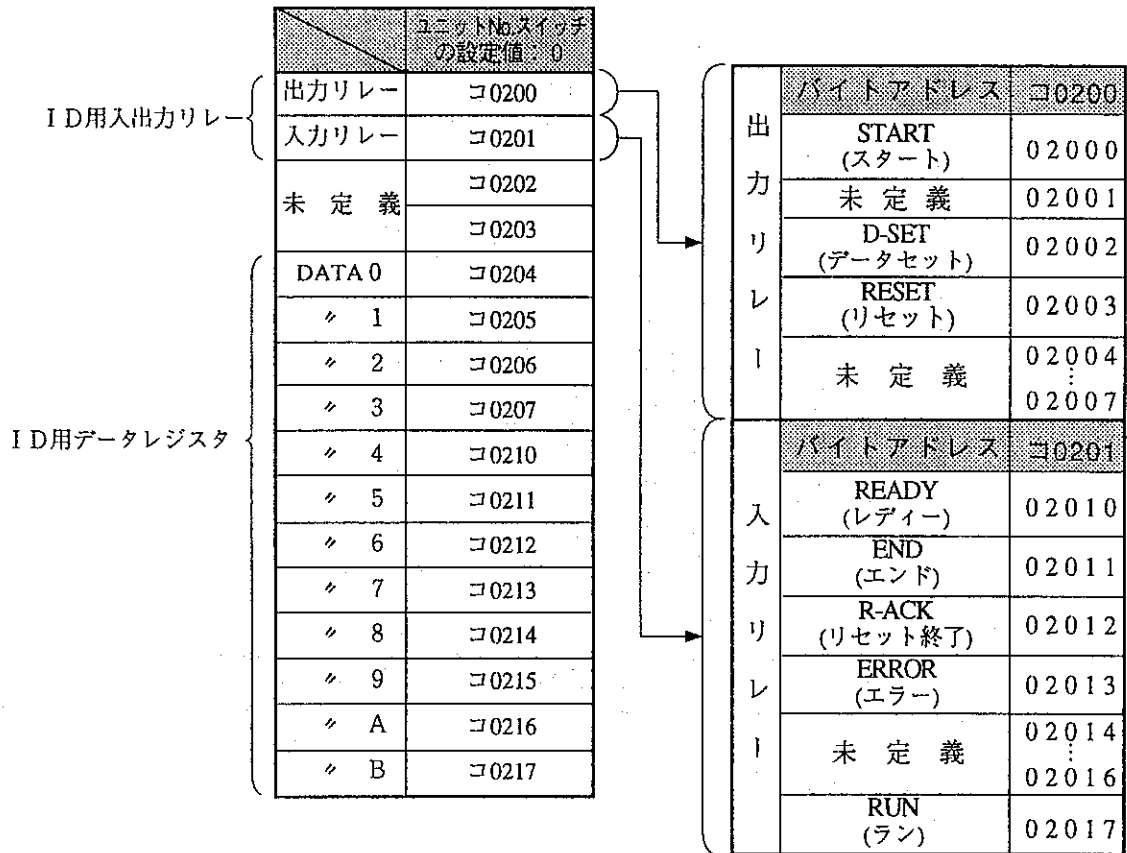 ユニットNo.スイッチ
の設定値：0
ＩＤ用入出力リレー
出力リレー コ0200
入力リレー コ0201
未定義 コ0202
コ0203
ＩＤ用データレジスタ
DATA 0 コ0204
〃 1 コ0205
〃 2 コ0206
〃 3 コ0207
〃 4 コ0210
〃 5 コ0211
〃 6 コ0212
〃 7 コ0213
〃 8 コ0214
〃 9 コ0215
〃 A コ0216
〃 B コ0217
出力リレー
バイトアドレス コ0200
START
(スタート) 02000
未定義 02001
D-SET
(データセット) 02002
RESET
(リセット) 02003
未定義 02004
⋮
02007
入力リレー
バイトアドレス コ0201
READY
(レディー) 02010
END
(エンド) 02011
R-ACK
(リセット終了) 02012
ERROR
(エラー) 02013
未定義 02014
⋮
02016
RUN
(ラン) 02017